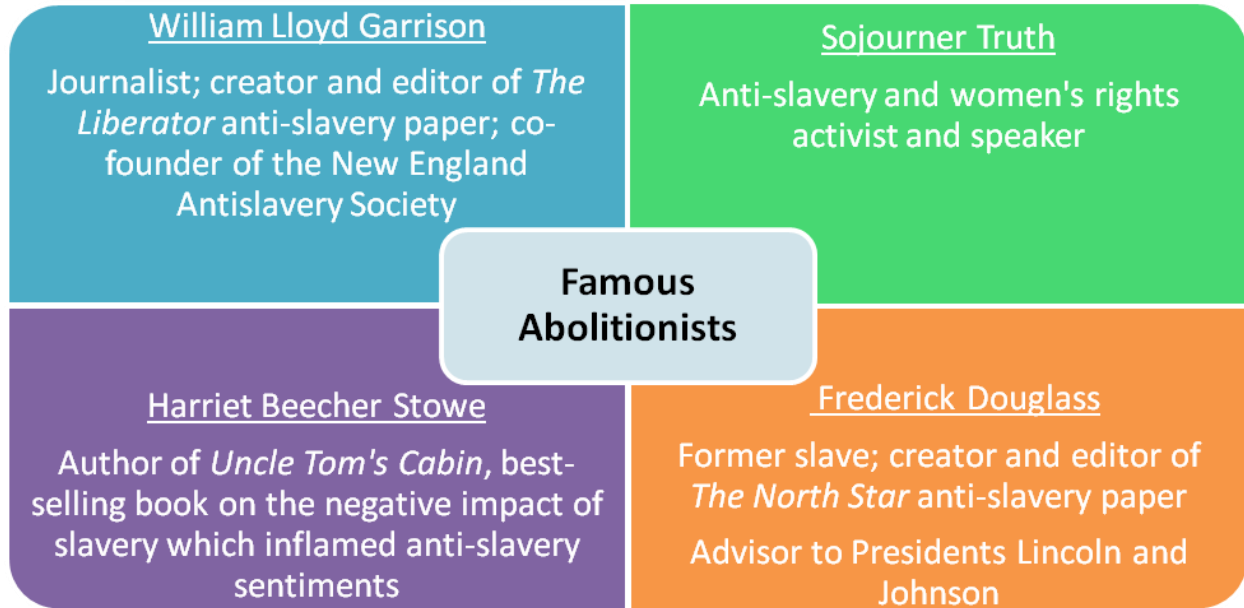 William Lloyd Garrison
Journalist; creator and editor of The
Liberator anti-slavery paper; co-
founder of the New England
Antislavery Society
Sojourner Truth
Anti-slavery and women's rights
activist and speaker
Famous
Abolitionists
Harriet Beecher Stowe
Author of Uncle Tom's Cabin, best-
selling book on the negative impact of
slavery which inflamed anti-slavery
sentiments
Frederick Douglass
Former slave; creator and editor of
The North Star anti-slavery paper
Advisor to Presidents Lincoln and
Johnson